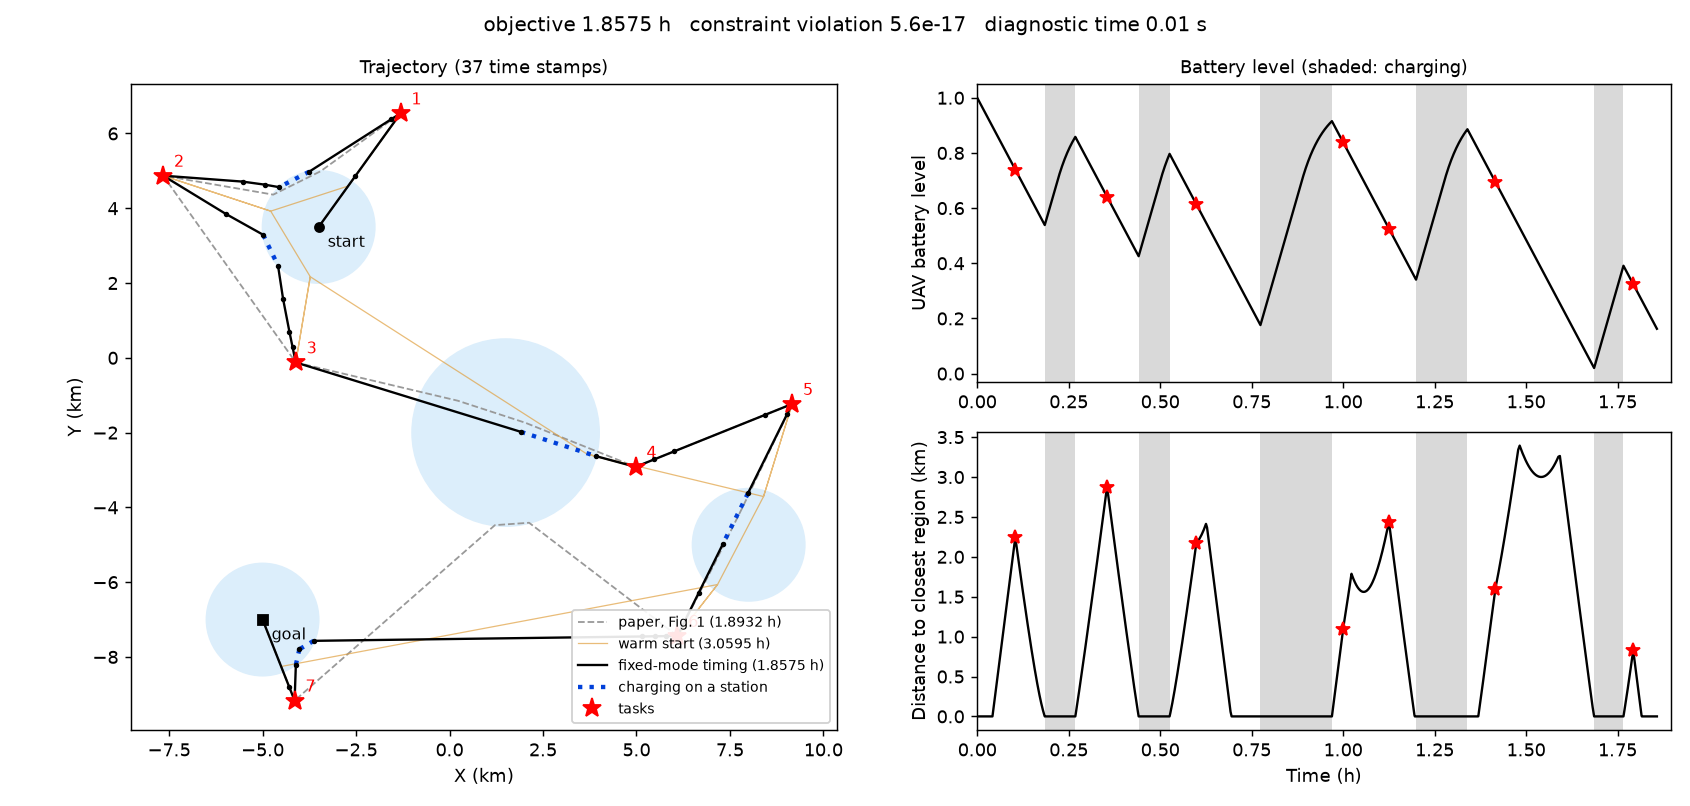 objective 1.8575 h   constraint violation 5.6e-17   diagnostic time 0.01 s
Trajectory (37 time stamps)
Y (km)
6
4
2
0
−2
−4
−6
−8
1
2
start
3
4
5
goal
7
paper, Fig. 1 (1.8932 h)
warm start (3.0595 h)
fixed-mode timing (1.8575 h)
charging on a station
tasks
−7.5 −5.0 −2.5 0.0 2.5 5.0 7.5 10.0
X (km)
Battery level (shaded: charging)
UAV battery level
1.0
0.8
0.6
0.4
0.2
0.0
0.00 0.25 0.50 0.75 1.00 1.25 1.50 1.75
Distance to closest region (km)
3.5
3.0
2.5
2.0
1.5
1.0
0.5
0.0
0.00 0.25 0.50 0.75 1.00 1.25 1.50 1.75
Time (h)